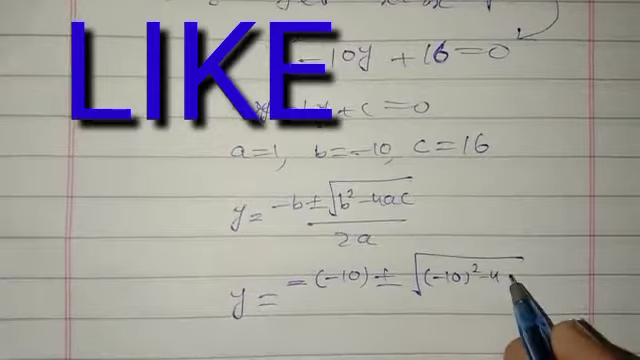 LIKE
-10y + 16 = 0
+ c = 0
a=1, b=-10, c=16
y = -b ± √b² - 4ac / 2a
y = -(-10) ± √(-10)² - 4